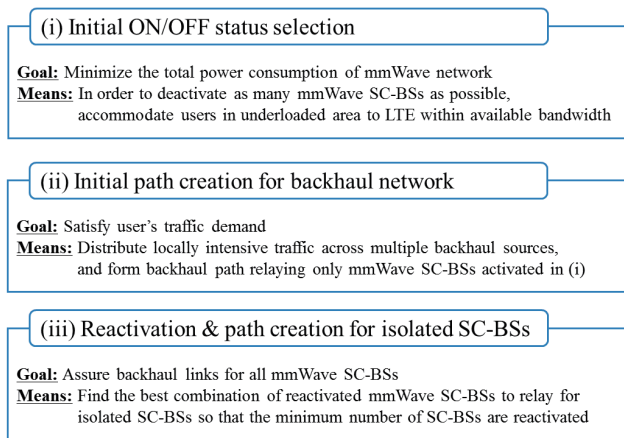 (i) Initial ON/OFF status selection
Goal: Minimize the total power consumption of mmWave network
Means: In order to deactivate as many mmWave SC-BSs as possible,
accommodate users in underloaded area to LTE within available bandwidth
(ii) Initial path creation for backhaul network
Goal: Satisfy user's traffic demand
Means: Distribute locally intensive traffic across multiple backhaul sources,
and form backhaul path relaying only mmWave SC-BSs activated in (i)
(iii) Reactivation & path creation for isolated SC-BSs
Goal: Assure backhaul links for all mmWave SC-BSs
Means: Find the best combination of reactivated mmWave SC-BSs to relay for
isolated SC-BSs so that the minimum number of SC-BSs are reactivated